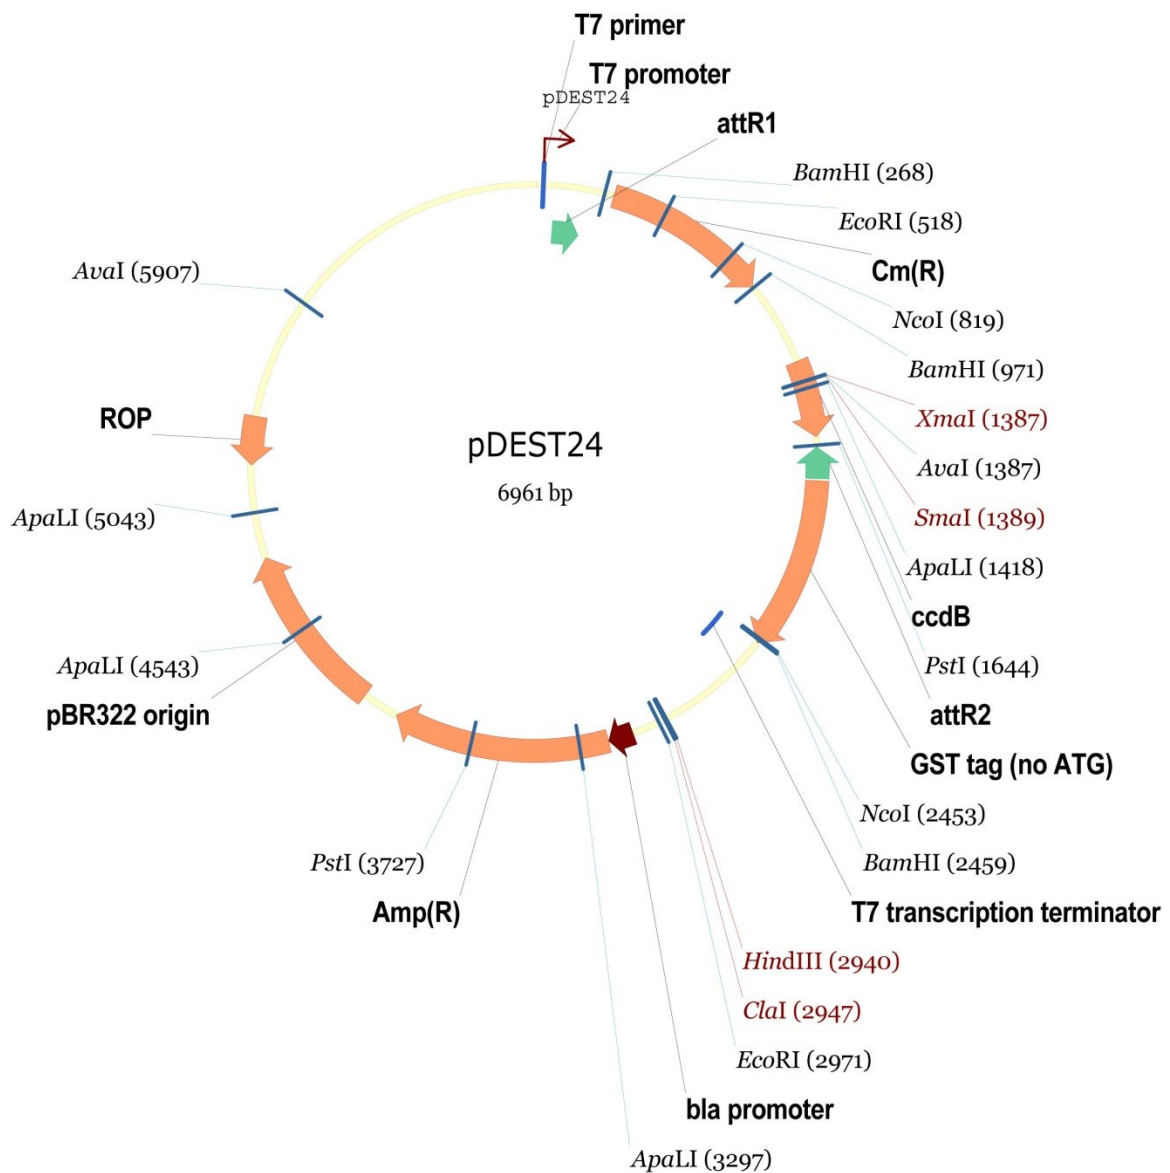 T7 primer
T7 promoter
pDEST24
attR1
BamHI (268)
EcoRI (518)
Cm(R)
NcoI (819)
BamHI (971)
XmaI (1387)
AvaI (1387)
SmaI (1389)
ApaLI (1418)
ccdB
PstI (1644)
attR2
GST tag (no ATG)
NcoI (2453)
BamHI (2459)
T7 transcription terminator
HindIII (2940)
ClaI (2947)
EcoRI (2971)
bla promoter
ApaLI (3297)
Amp(R)
PstI (3727)
pBR322 origin
ApaLI (4543)
ApaLI (5043)
ROP
AvaI (5907)
pDEST24
6961 bp